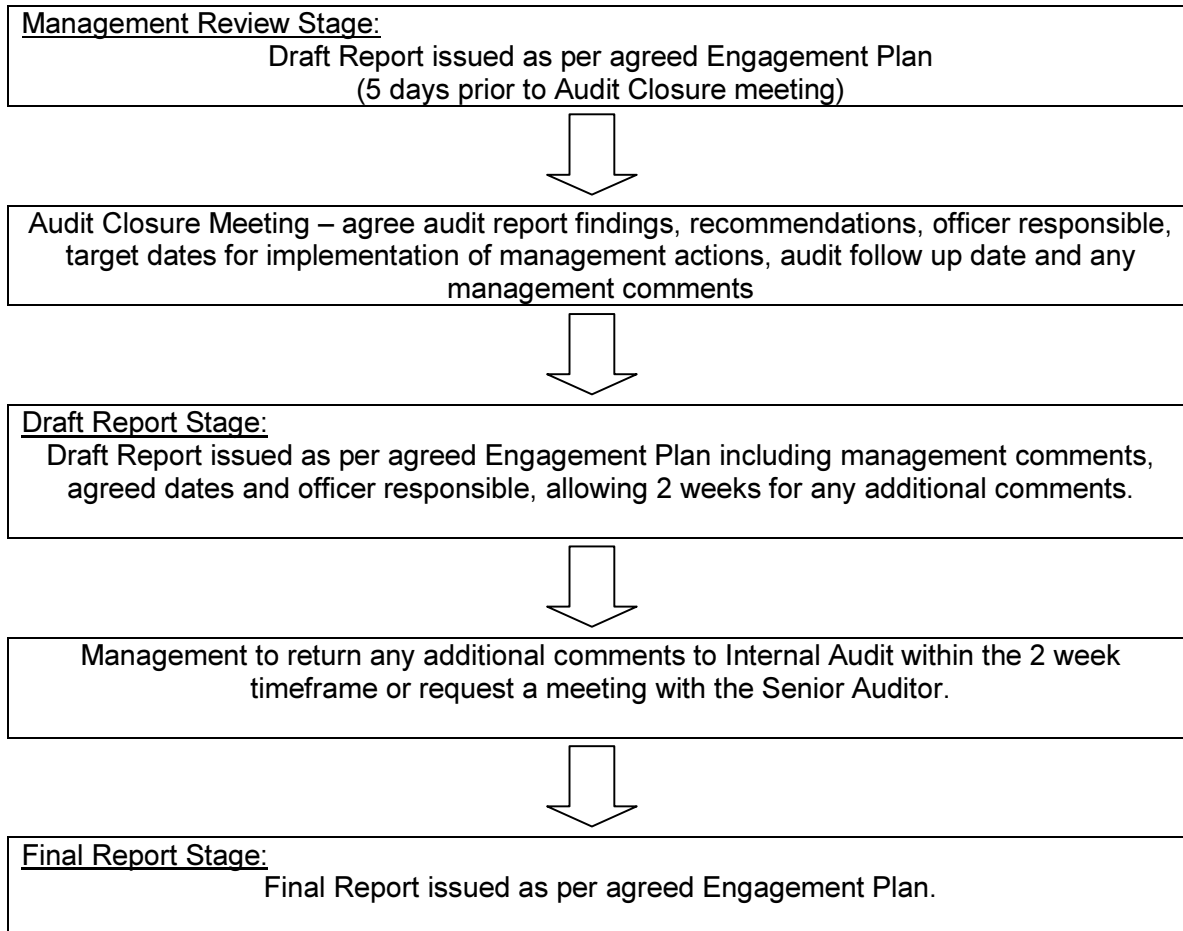 Management Review Stage:
Draft Report issued as per agreed Engagement Plan
(5 days prior to Audit Closure meeting)
Audit Closure Meeting – agree audit report findings, recommendations, officer responsible,
target dates for implementation of management actions, audit follow up date and any
management comments
Draft Report Stage:
Draft Report issued as per agreed Engagement Plan including management comments,
agreed dates and officer responsible, allowing 2 weeks for any additional comments.
Management to return any additional comments to Internal Audit within the 2 week
timeframe or request a meeting with the Senior Auditor.
Final Report Stage:
Final Report issued as per agreed Engagement Plan.